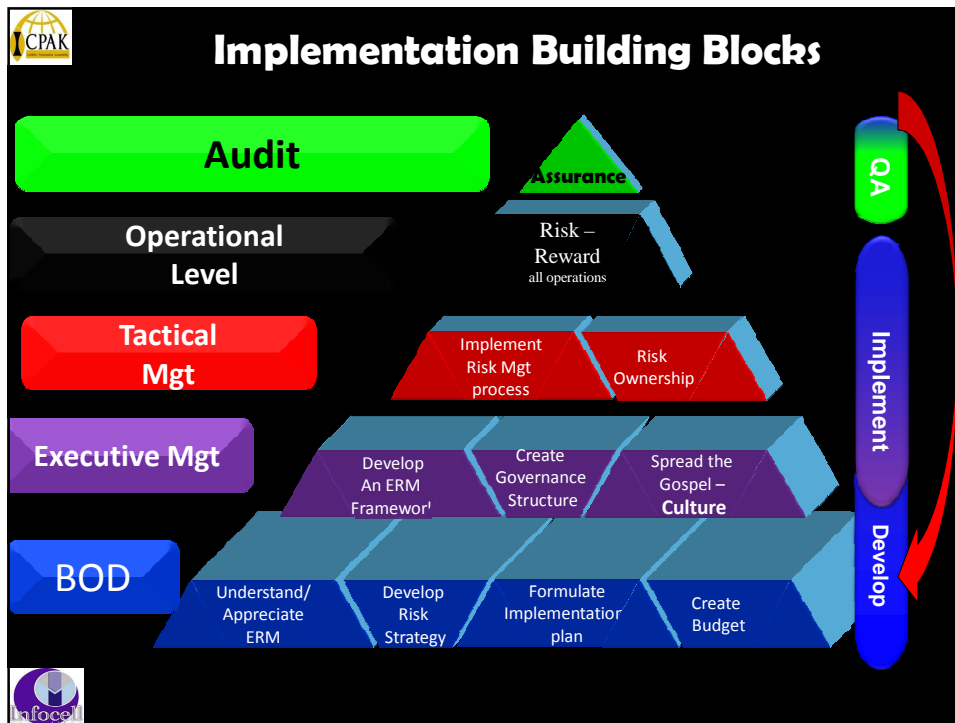 ICPAK
Implementation Building Blocks
Audit
Assurance
QA
Operational
Level
Risk –
Reward
all operations
Tactical
Mgt
Implement
Risk Mgt
process
Risk
Ownership
Implement
Executive Mgt
Develop
An ERM
Framewor
Create
Governance
Structure
Spread the
Gospel –
Culture
Develop
BOD
Understand/
Appreciate
ERM
Develop
Risk
Strategy
Formulate
Implementation
plan
Create
Budget
Infocell